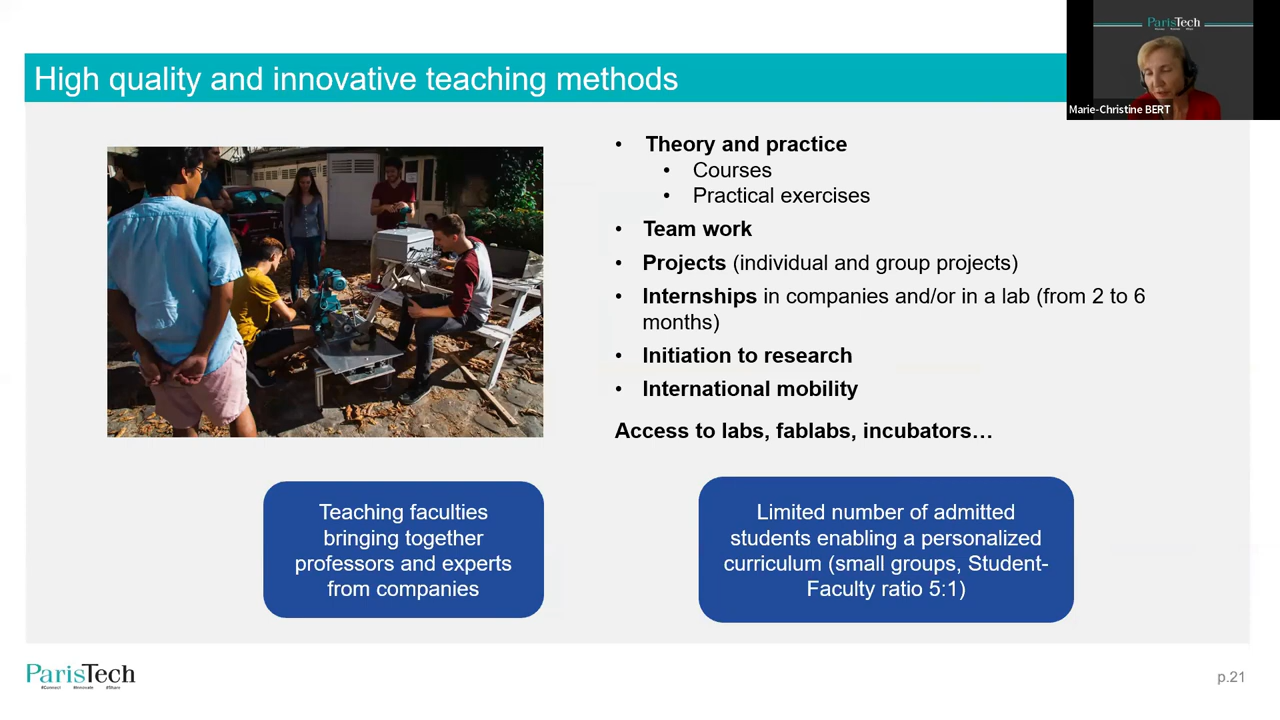 ParisTech
Marie-Christine BERT
High quality and innovative teaching methods
• Theory and practice
• Courses
• Practical exercises
• Team work
• Projects (individual and group projects)
• Internships in companies and/or in a lab (from 2 to 6
months)
• Initiation to research
• International mobility
Access to labs, fablabs, incubators…
Teaching faculties
bringing together
professors and experts
from companies
Limited number of admitted
students enabling a personalized
curriculum (small groups, Student-
Faculty ratio 5:1)
ParisTech
#Connect #Innovate #Share
p.21